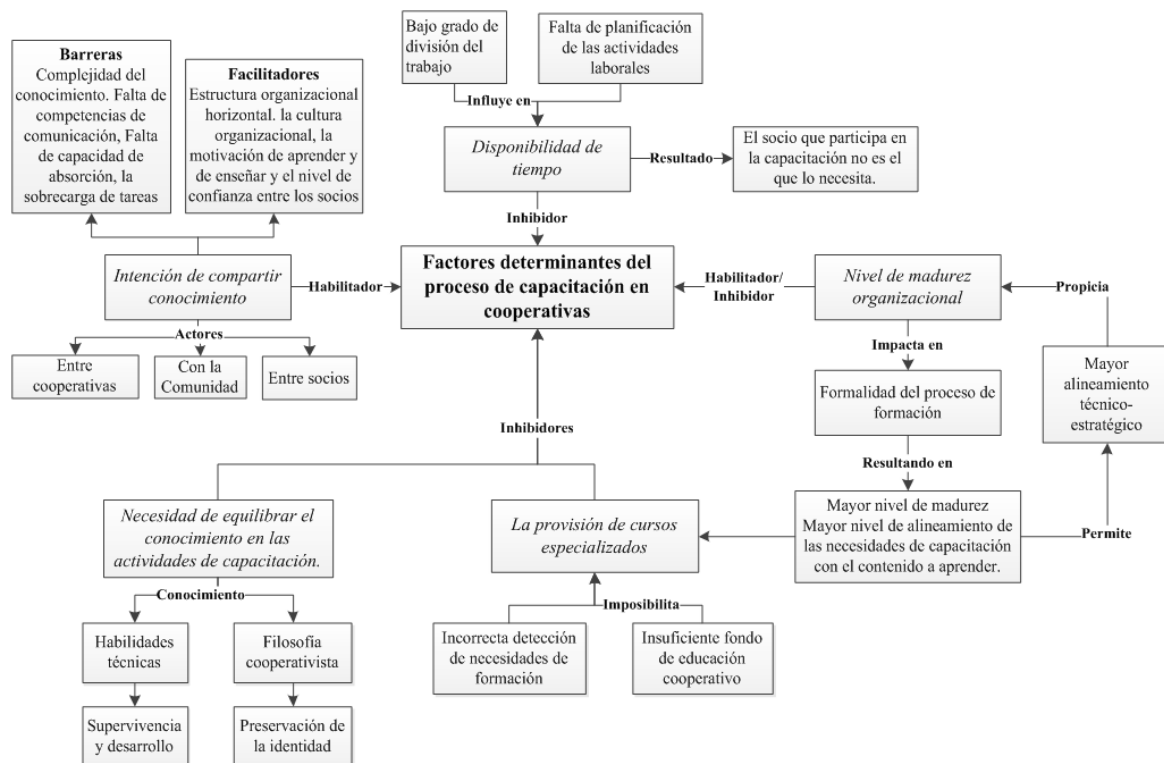 Bajo grado de
división del
trabajo
Falta de planificación
de las actividades
laborales
Barreras
Complejidad del
conocimiento. Falta de
competencias de
comunicación, Falta
de capacidad de
absorción, la
sobrecarga de tareas
Facilitadores
Estructura organizacional
horizontal. la cultura
organizacional, la
motivación de aprender y
de enseñar y el nivel de
confianza entre los socios
Influye en
Disponibilidad de
tiempo
Resultado
El socio que participa en
la capacitación no es el
que lo necesita.
Inhibidor
Intención de compartir
conocimiento
Habilitador
Factores determinantes del
proceso de capacitación en
cooperativas
Habilitador/
Inhibidor
Nivel de madurez
organizacional
Propicia
Actores
Entre
cooperativas
Con la
Comunidad
Entre socios
Impacta en
Formalidad del proceso de
formación
Mayor
alineamiento
técnico-
estratégico
Inhibidores
Resultando en
Necesidad de equilibrar el
conocimiento en las
actividades de capacitación.
La provisión de cursos
especializados
Mayor nivel de madurez
Mayor nivel de alineamiento de
las necesidades de capacitación
con el contenido a aprender.
Permite
Conocimiento
Imposibilita
Habilidades
técnicas
Filosofía
cooperativista
Incorrecta detección
de necesidades de
formación
Insuficiente fondo
de educación
cooperativo
Supervivencia
y desarrollo
Preservación de
la identidad